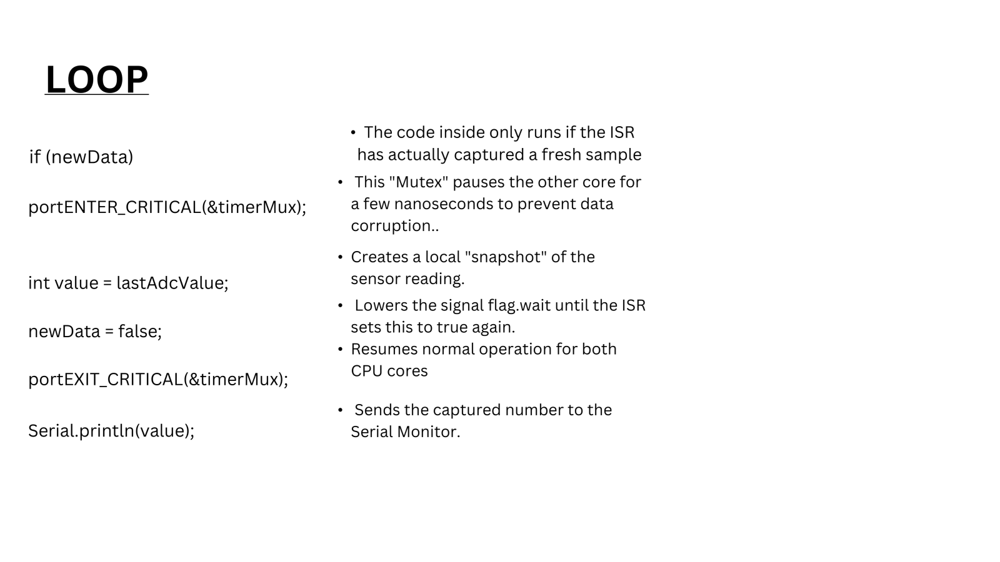 LOOP
if (newData)
• The code inside only runs if the ISR
has actually captured a fresh sample
portENTER_CRITICAL(&timerMux);
• This "Mutex" pauses the other core for
a few nanoseconds to prevent data
corruption..
int value = lastAdcValue;
• Creates a local "snapshot" of the
sensor reading.
newData = false;
• Lowers the signal flag.wait until the ISR
sets this to true again.
portEXIT_CRITICAL(&timerMux);
• Resumes normal operation for both
CPU cores
Serial.println(value);
• Sends the captured number to the
Serial Monitor.